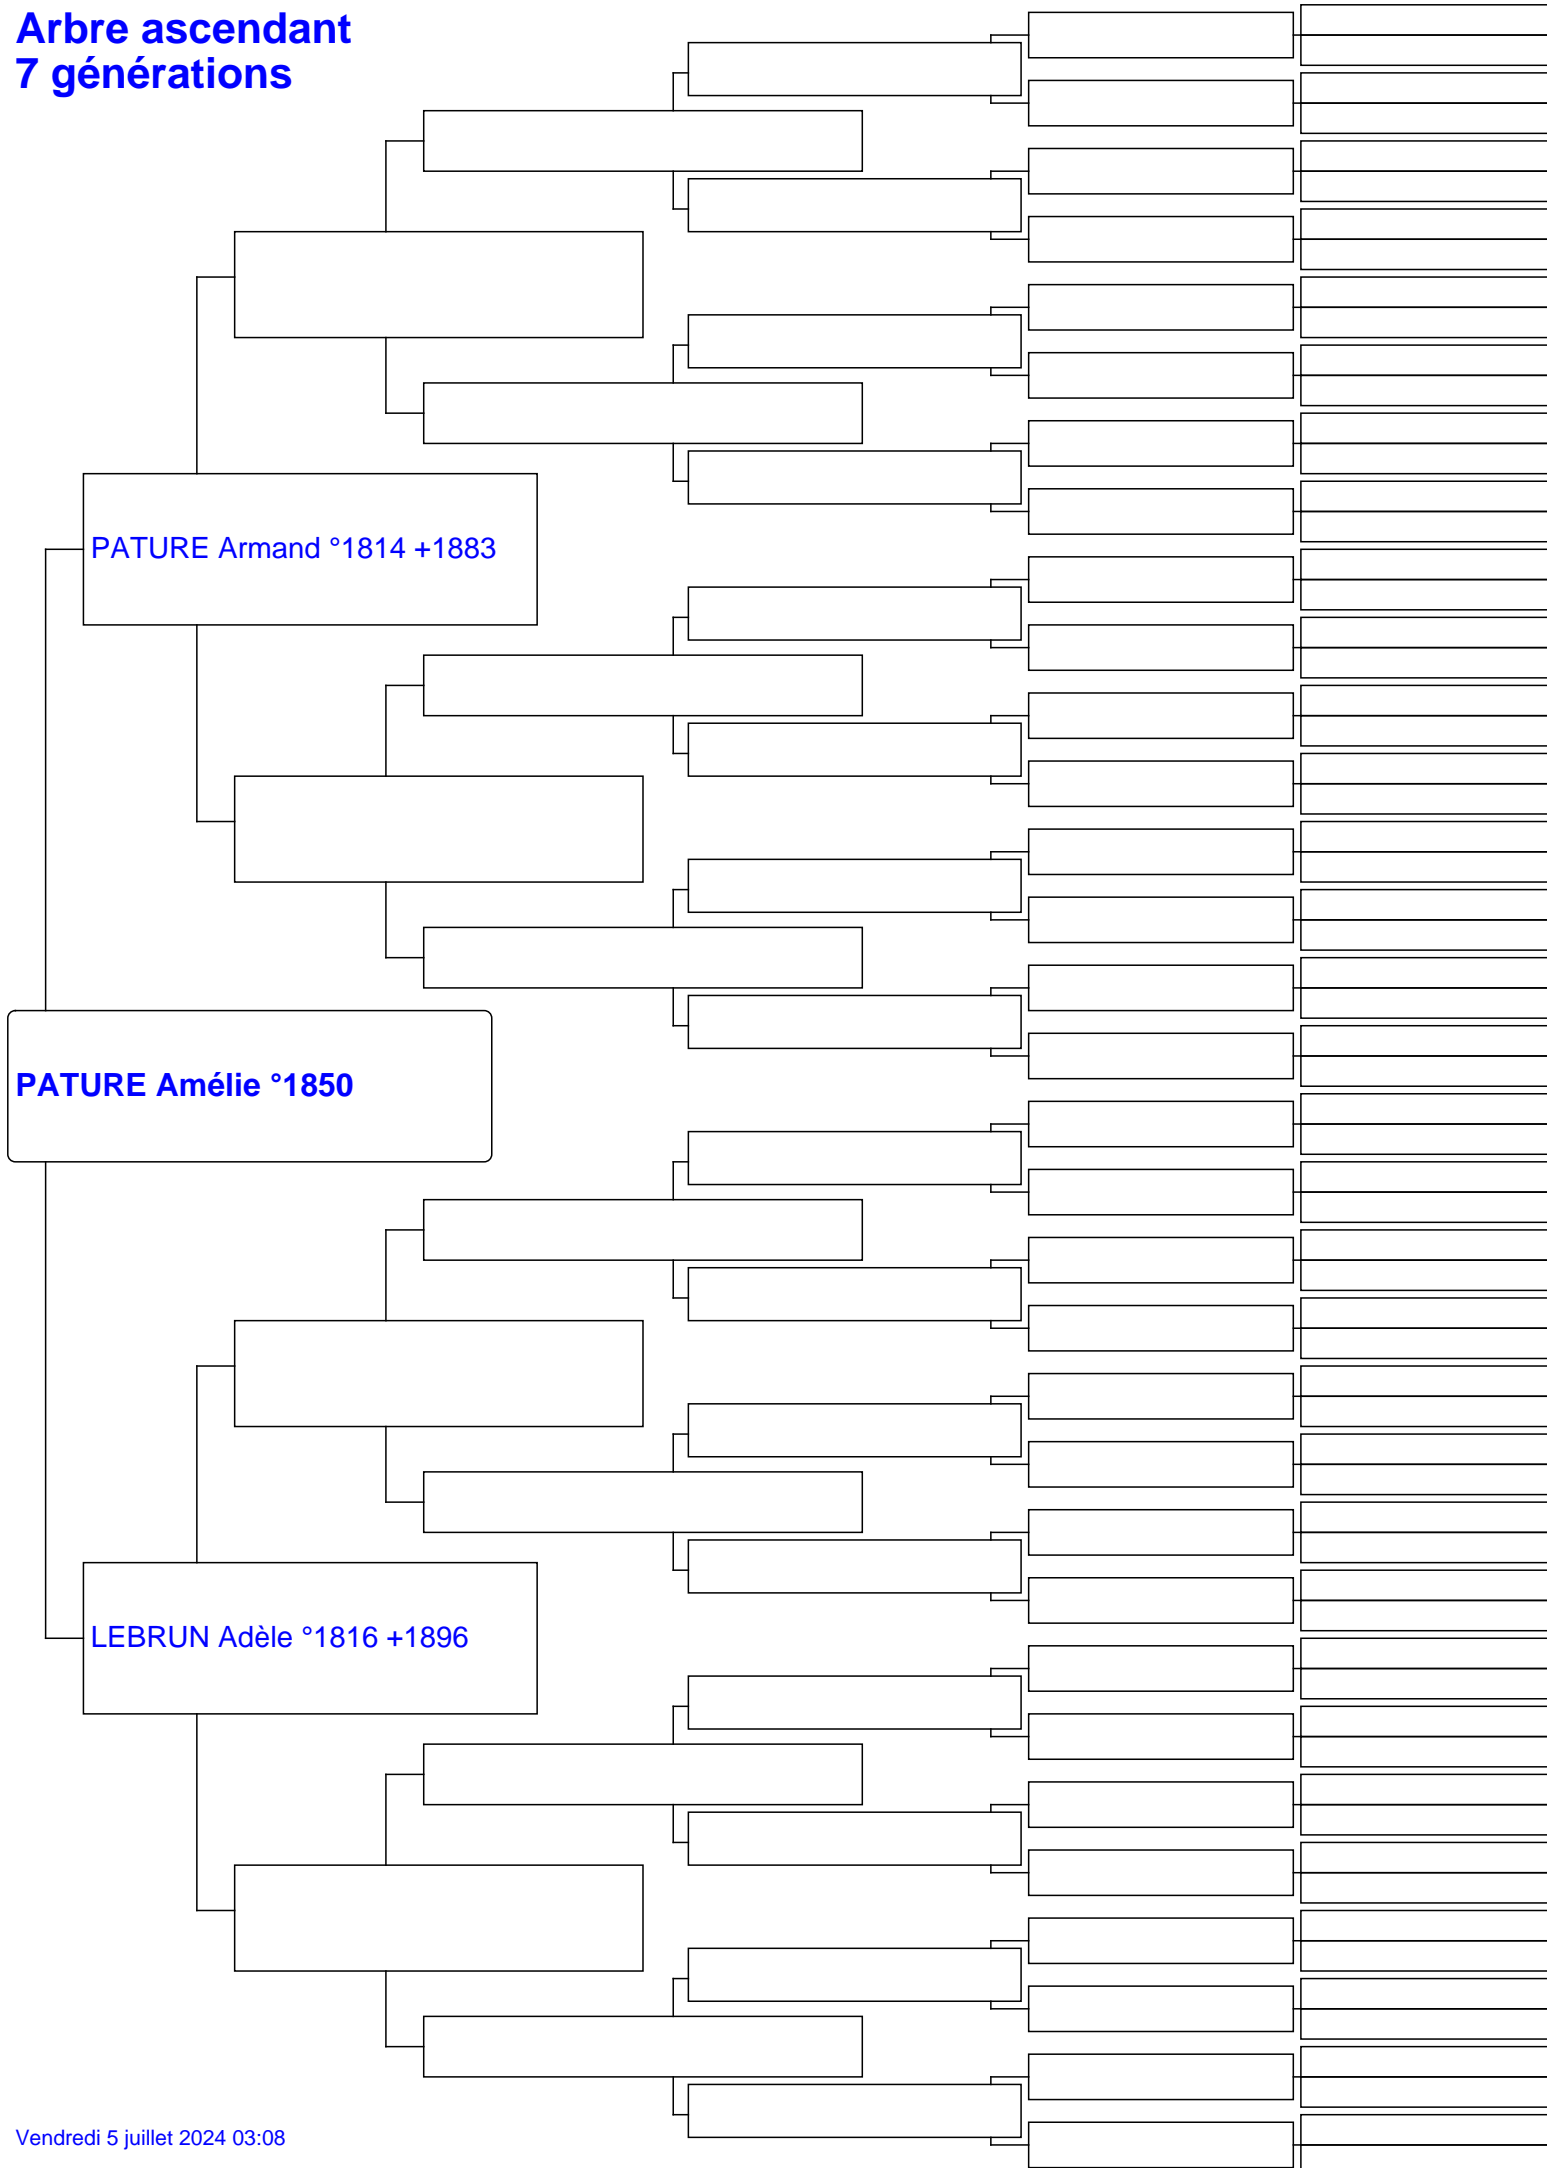 Arbre ascendant
7 générations
PATURE Armand °1814 +1883
PATURE Amélie °1850
LEBRUN Adèle °1816 +1896
Vendredi 5 juillet 2024 03:08